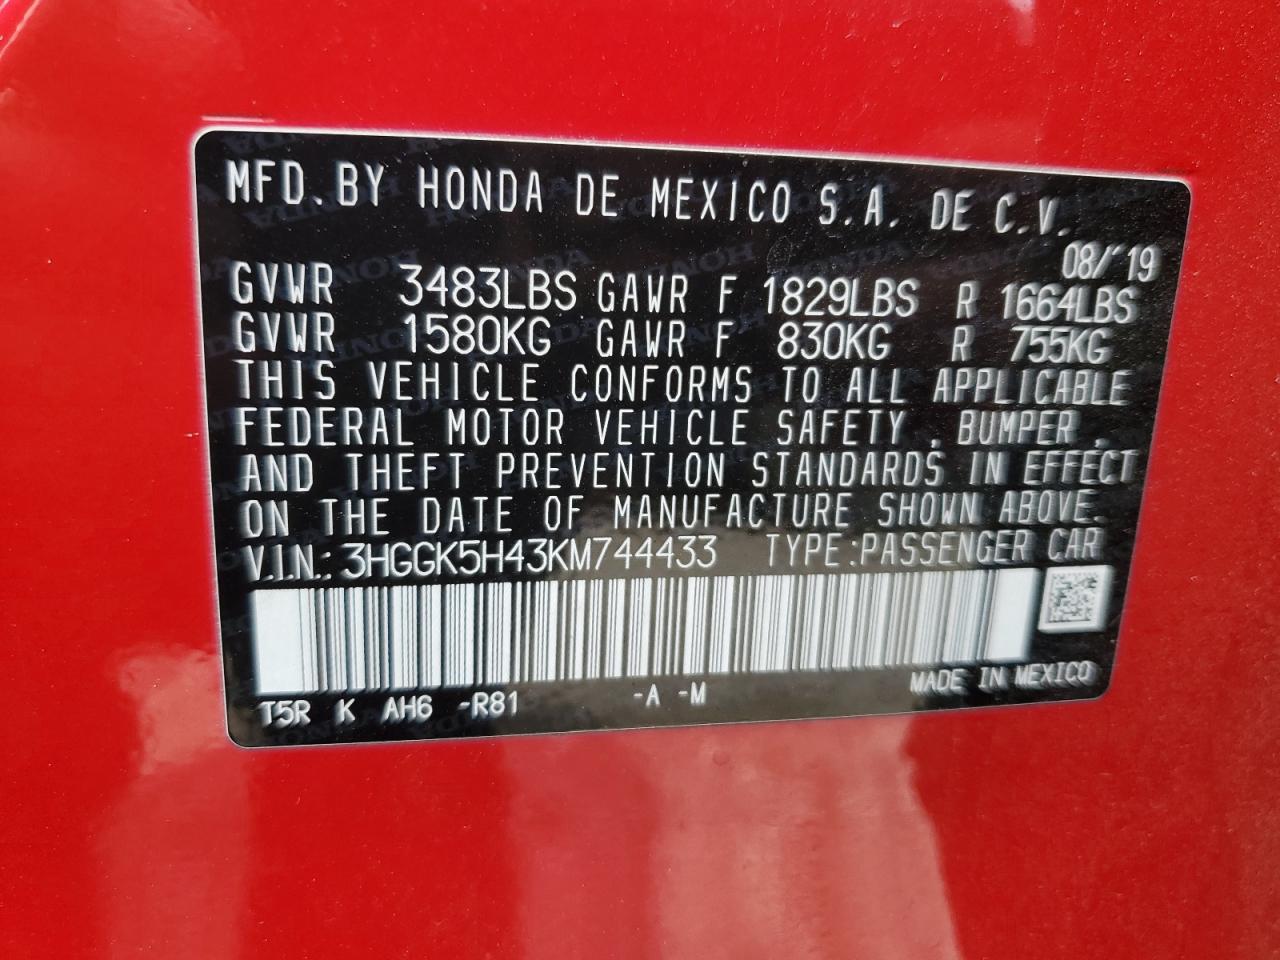 MFD.BY HONDA DE MEXICO S.A. DE C.V.
08/'19
GVWR 3483LBS GAWR F 1829LBS R 1664LBS
GVWR 1580KG GAWR F 830KG R 755KG
THIS VEHICLE CONFORMS TO ALL APPLICABLE
FEDERAL MOTOR VEHICLE SAFETY , BUMPER ,
AND THEFT PREVENTION STANDARDS IN EFFECT
ON THE DATE OF MANUFACTURE SHOWN ABOVE.
V.I.N.: 3HGGK5H43KM744433 TYPE:PASSENGER CAR
MADE IN MEXICO
T5R K AH6 -R81 -A -M